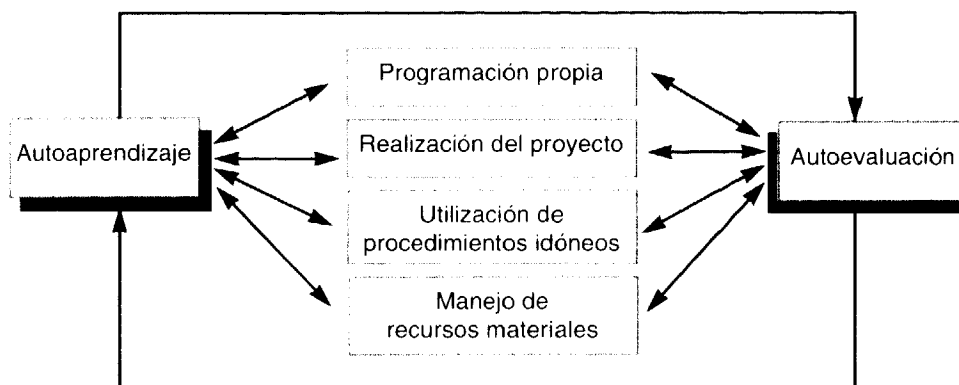 Programación propia
Autoaprendizaje
Realización del proyecto
Autoevaluación
Utilización de
procedimientos idóneos
Manejo de
recursos materiales